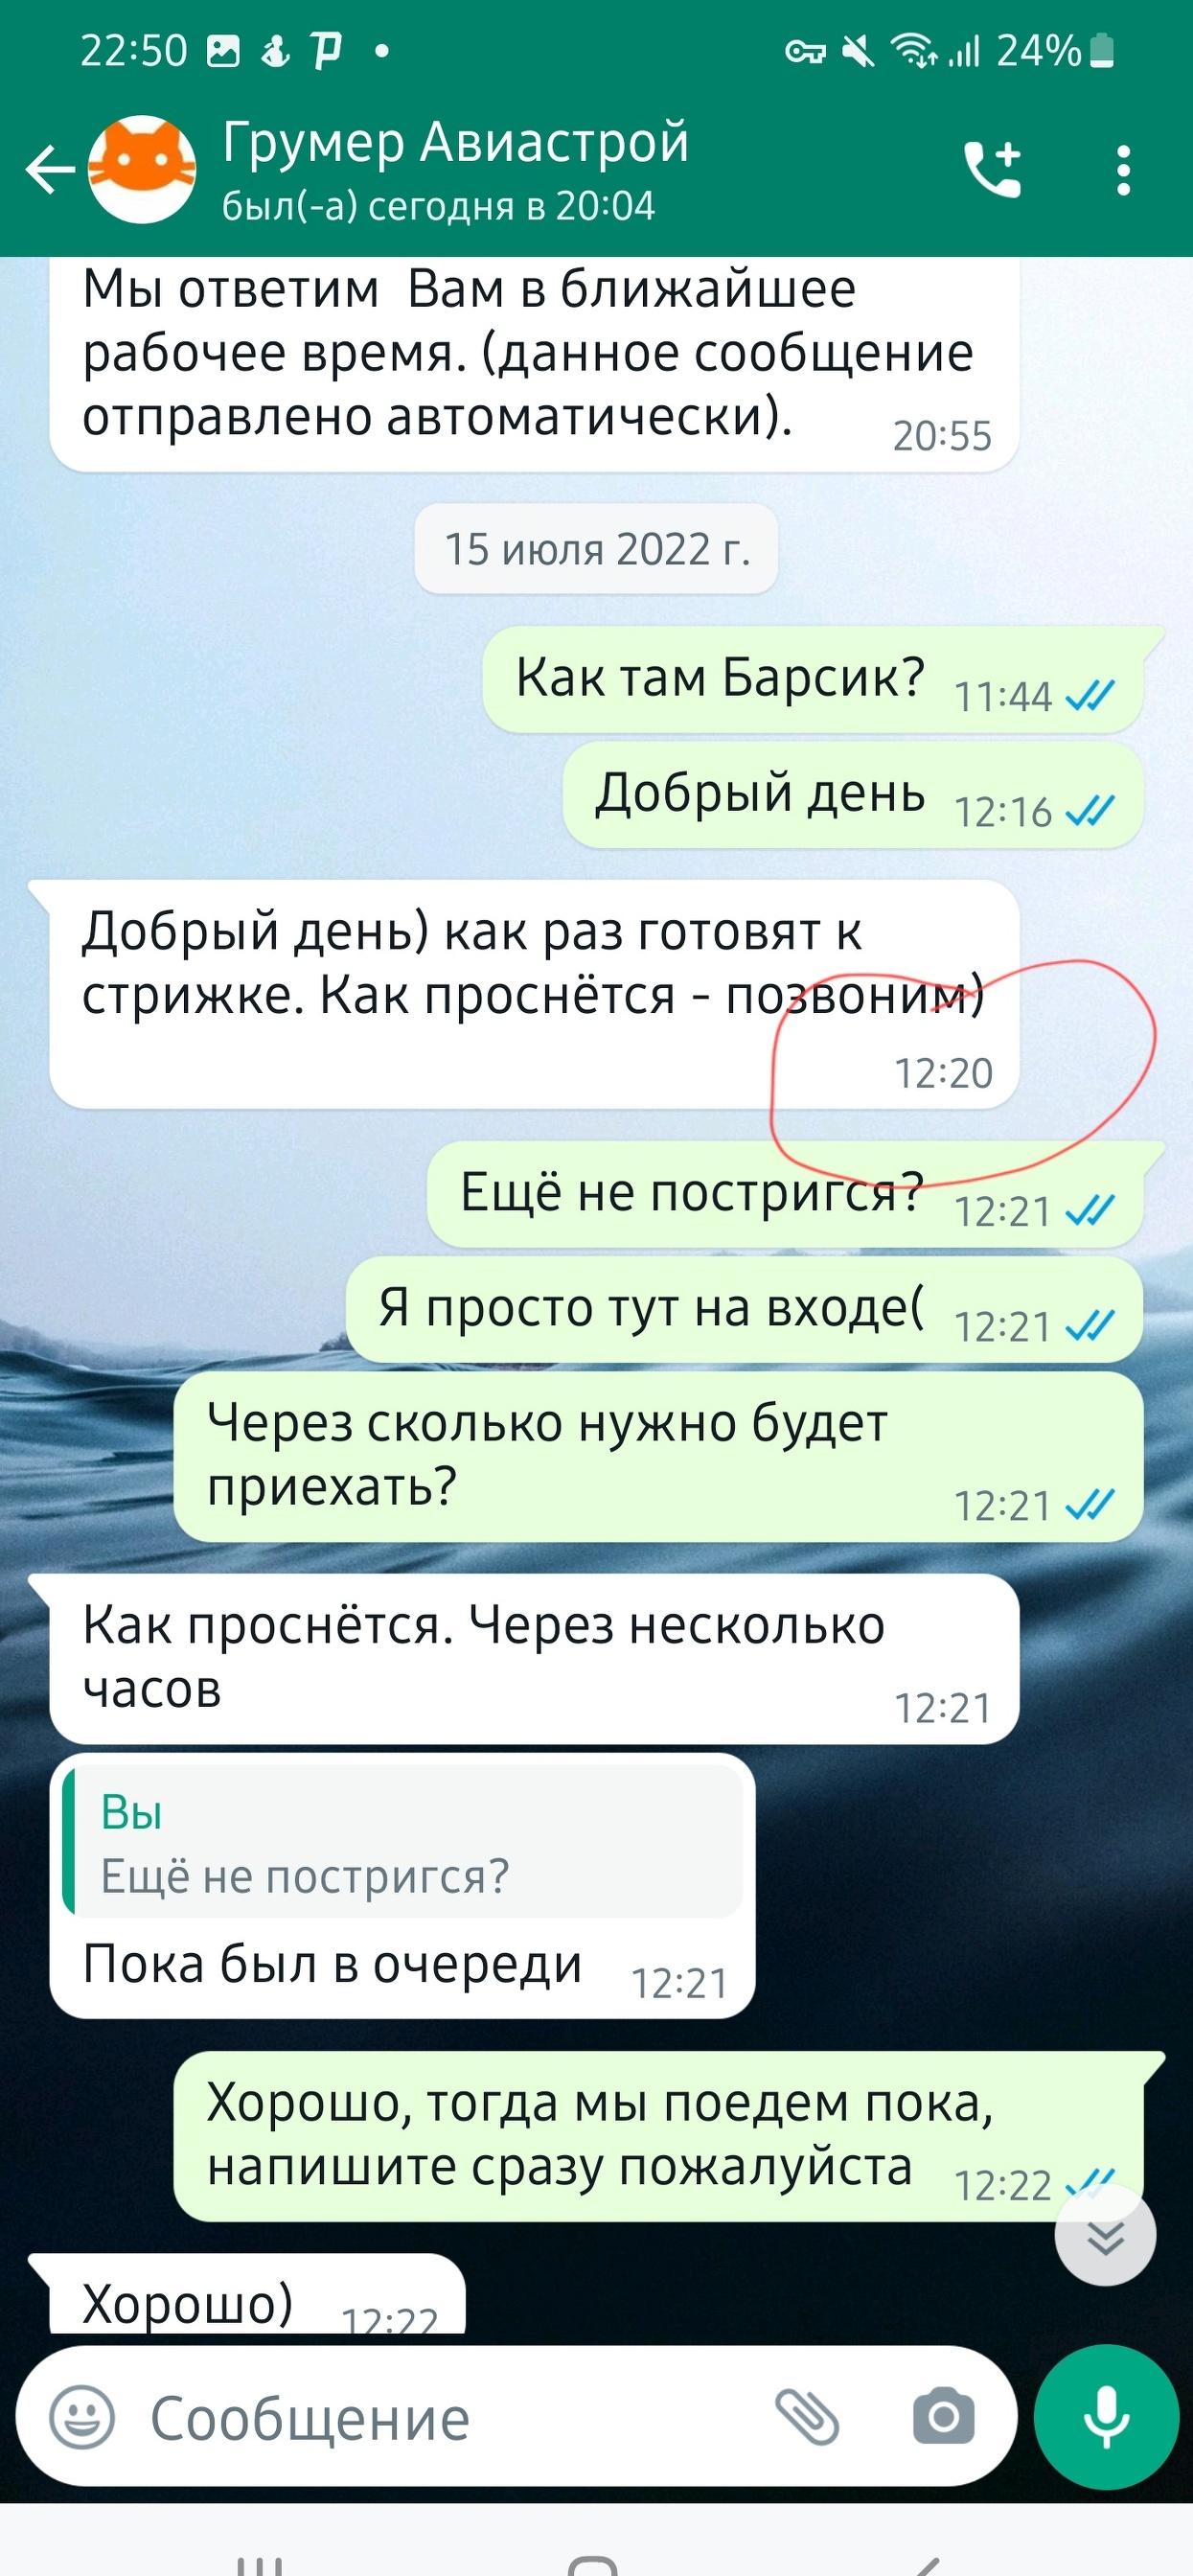 22:50
24%
Грумер Авиастрой
был(-а) сегодня в 20:04
Мы ответим  Вам в ближайшее
рабочее время. (данное сообщение
отправлено автоматически).
20:55
15 июля 2022 г.
Как там Барсик? 11:44
Добрый день 12:16
Добрый день) как раз готовят к
стрижке. Как проснётся - позвоним)
12:20
Ещё не постригся? 12:21
Я просто тут на входе( 12:21
Через сколько нужно будет
приехать? 12:21
Как проснётся. Через несколько
часов 12:21
Вы
Ещё не постригся?
Пока был в очереди 12:21
Хорошо, тогда мы поедем пока,
напишите сразу пожалуйста 12:22
Хорошо) 12:22
Сообщение